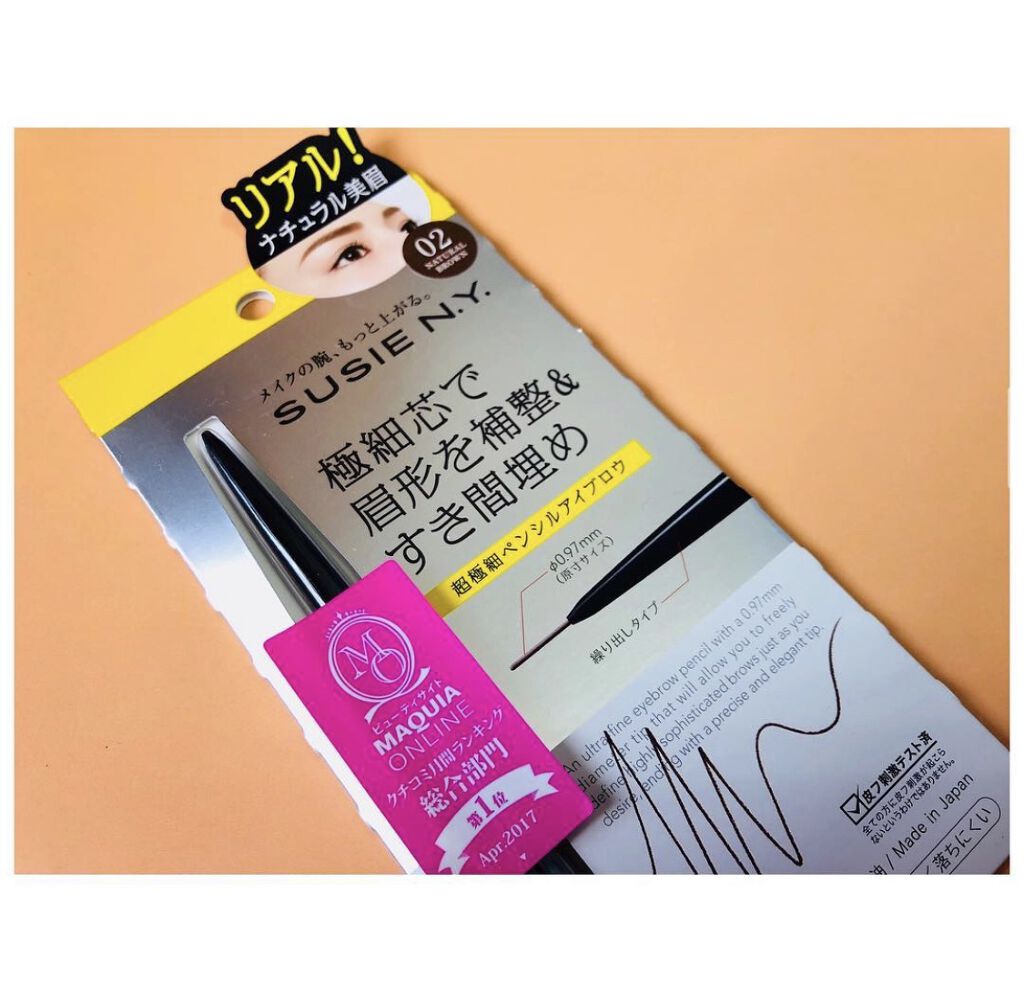 リアル!
ナチュラル美眉
02
NATURAL
BROWN
メイクの腕、もっと上がる。
SUSIE N.Y.
極細芯で
眉形を補整&
すき間埋め
超極細ペンシルアイブロウ
φ0.97mm
(原寸サイズ)
繰り出しタイプ
MO
ビューティサイト
MAQUIA
ONLINE
クチコミ月間ランキング
総合部門
第1位
Apr.2017
An ultra fine eyebrow pencil with a 0.97mm
diameter tip that will allow you to freely
define highly sophisticated brows just as you
desire, ending with a precise and elegant tip.
皮フ刺激テスト済
全ての方に皮フ刺激が起こら
ないというわけではありません。
油 / Made in Japan
/ 落ちにくい